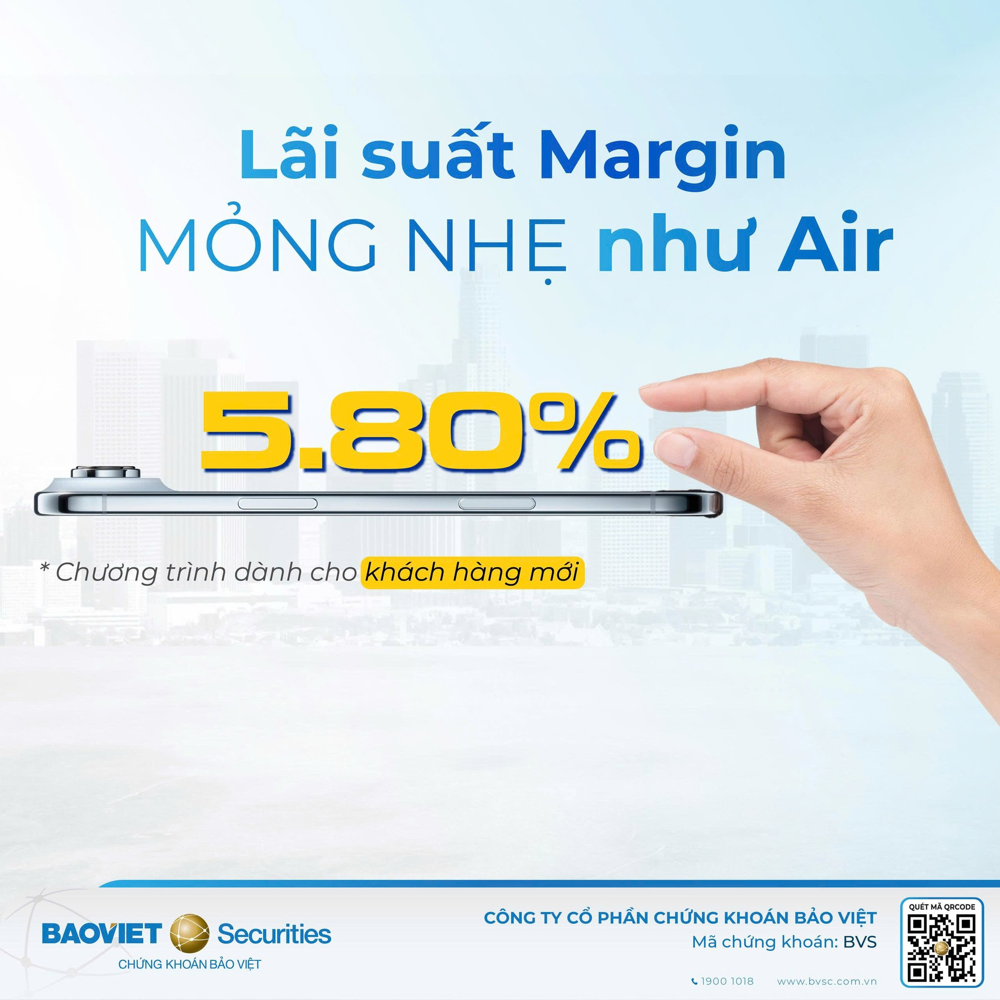 Lãi suất Margin
MỎNG NHẸ như Air
5.80%
* Chương trình dành cho khách hàng mới
BAOVIET Securities
CHỨNG KHOÁN BẢO VIỆT
CÔNG TY CỔ PHẦN CHỨNG KHOÁN BẢO VIỆT
Mã chứng khoán: BVS
1900 1018 www.bvsc.com.vn
QUÉT MÃ QRCODE